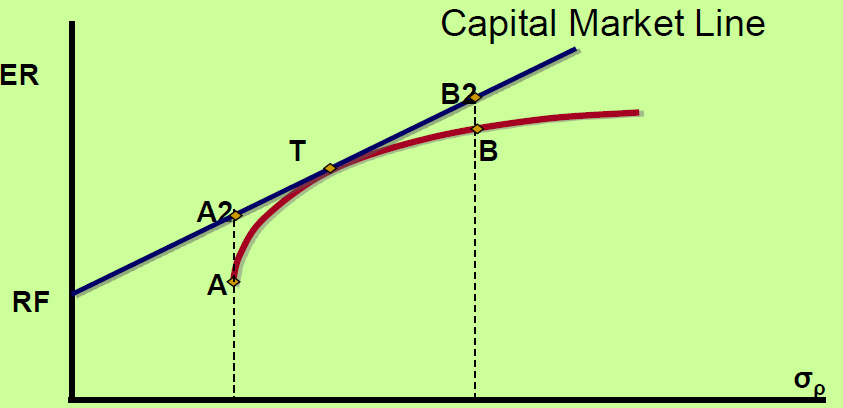 Capital Market Line
ER
B2
T
B
A2
A
RF
σρ